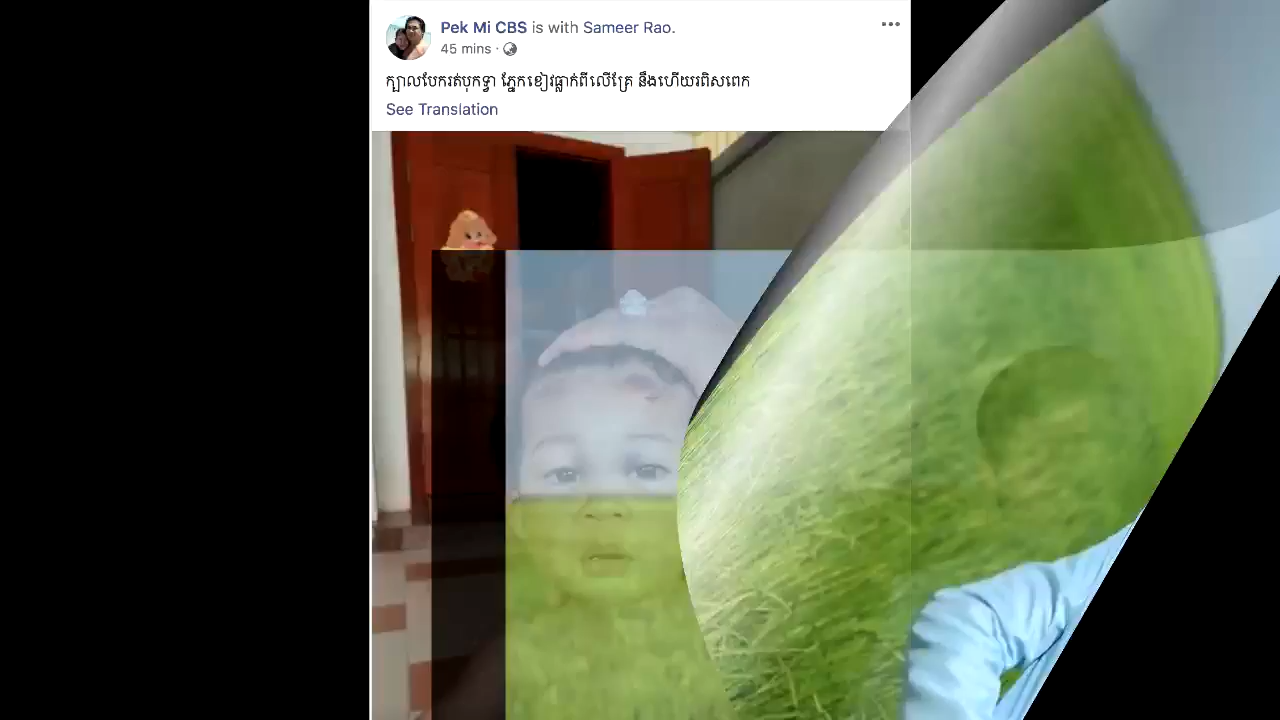 Pek Mi CBS is with Sameer Rao.
45 mins ·
ក្បាលបែករត់បុកទ្វា ភ្នែកខៀវធ្លាក់ពីលើគ្រែ នឹងហើយរពិសពេក
See Translation